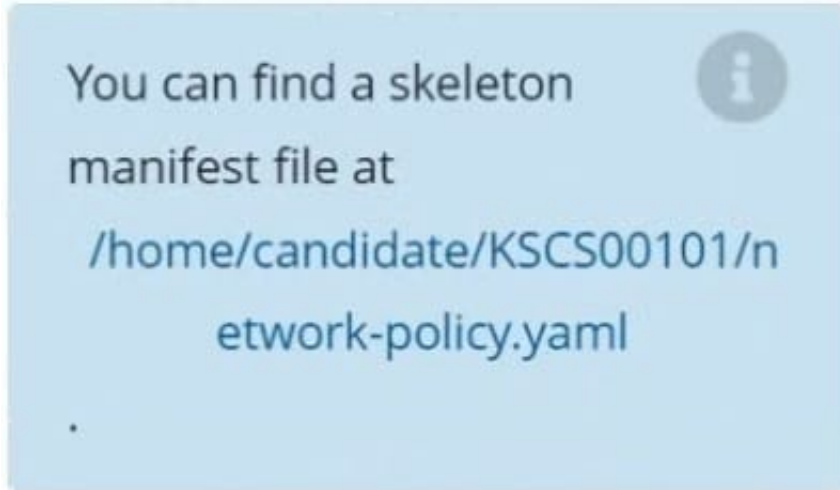 You can find a skeleton
manifest file at
/home/candidate/KSCS00101/n
etwork-policy.yaml
.